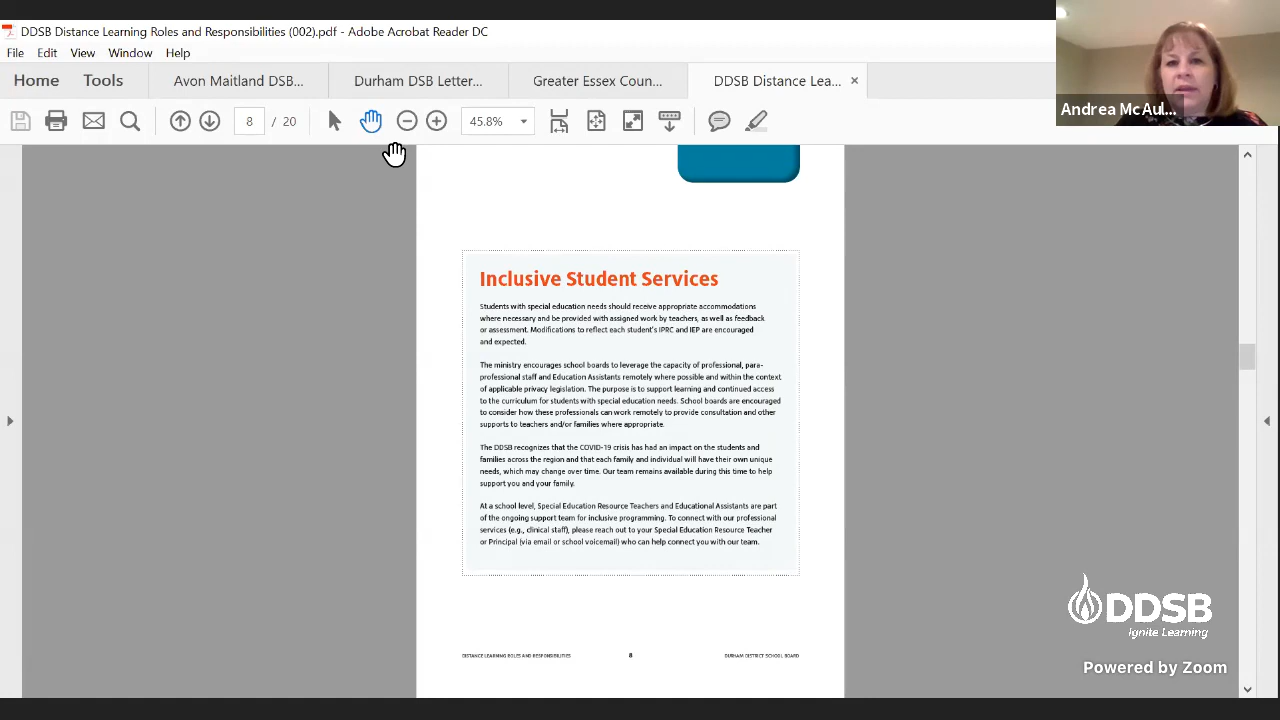 DDSB Distance Learning Roles and Responsibilities (002).pdf - Adobe Acrobat Reader DC
File Edit View Window Help
Home Tools Avon Maitland DSB... Durham DSB Letter... Greater Essex Coun... DDSB Distance Lea... ×
Andrea McAul...
8 / 20 45.8%
Inclusive Student Services
Students with special education needs should receive appropriate accommodations
where necessary and be provided with assigned work by teachers, as well as feedback
or assessment. Modifications to reflect each student's IPRC and IEP are encouraged
and expected.
The ministry encourages school boards to leverage the capacity of professional, para-
professional staff and Education Assistants remotely where possible and within the context
of applicable privacy legislation. The purpose is to support learning and continued access
to the curriculum for students with special education needs. School boards are encouraged
to consider how these professionals can work remotely to provide consultation and other
supports to teachers and/or families where appropriate.
The DDSB recognizes that the COVID-19 crisis has had an impact on the students and
families across the region and that each family and individual will have their own unique
needs, which may change over time. Our team remains available during this time to help
support you and your family.
At a school level, Special Education Resource Teachers and Educational Assistants are part
of the ongoing support team for inclusive programming. To connect with our professional
services (e.g., clinical staff), please reach out to your Special Education Resource Teacher
or Principal (via email or school voicemail) who can help connect you with our team.
DISTANCE LEARNING ROLES AND RESPONSIBILITIES 8 DURHAM DISTRICT SCHOOL BOARD
DDSB
Ignite Learning
Powered by Zoom